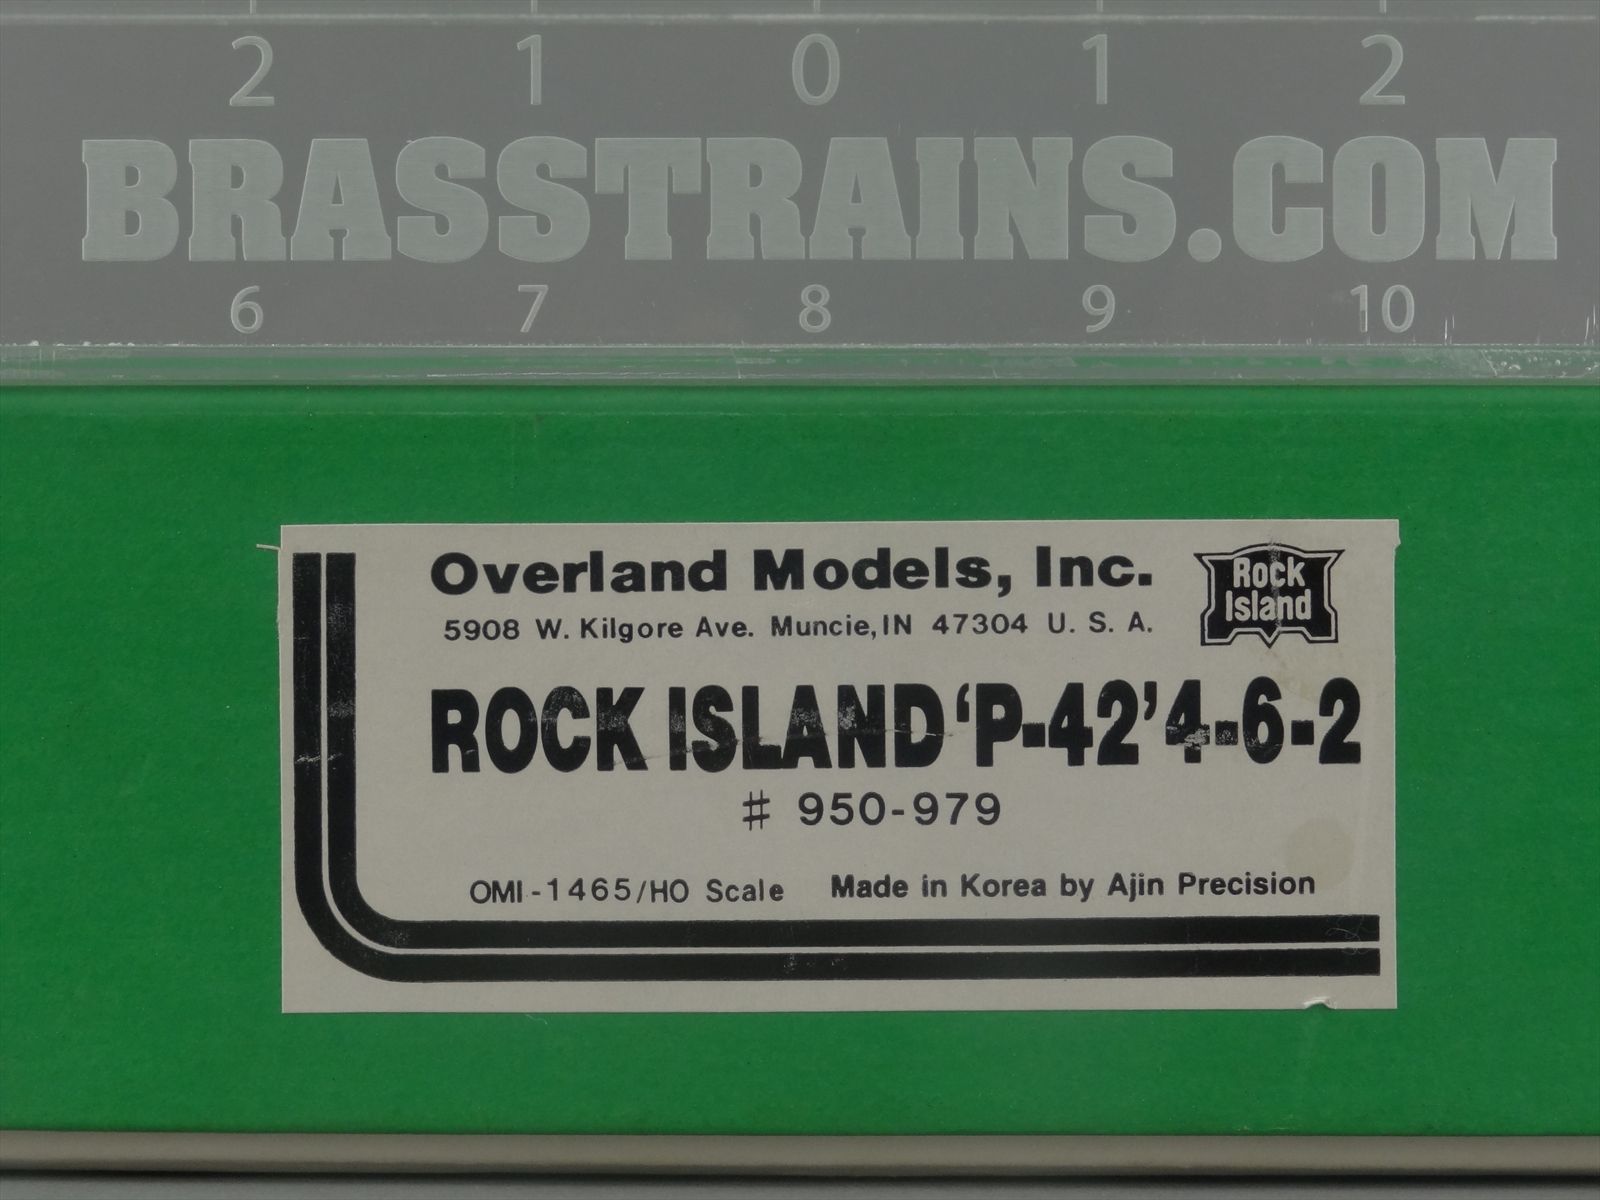 2 1 0 1 2
BRASSTRAINS.COM
6 7 8 9 10
Overland Models, Inc.
5908 W. Kilgore Ave. Muncie, IN 47304 U. S. A.
Rock
Island
ROCK ISLAND 'P-42' 4-6-2
# 950-979
OMI-1465/HO Scale Made in Korea by Ajin Precision